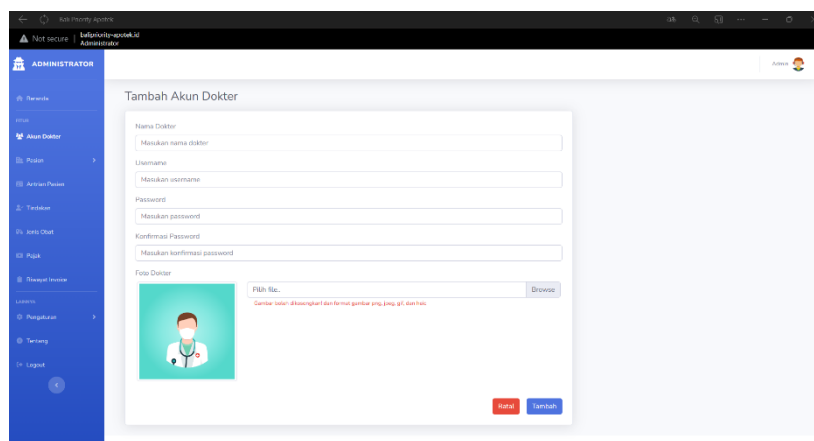 Bali Priority Apotek
Not secure
balipriority-apotek.id
Administrator
ADMINISTRATOR
Admin
Beranda
Akun Dokter
Pasien
Antrian Pasien
Tindakan
Jenis Obat
Pajak
Riwayat Invoice
Pengaturan
Tentang
Logout
Tambah Akun Dokter
Nama Dokter
Masukan nama dokter
Username
Masukan username
Password
Masukan password
Konfirmasi Password
Masukan konfirmasi password
Foto Dokter
Pilih file..
Browse
Gambar boleh dikosongkan! dan format gambar png, jpeg, gif, dan heic.
Batal
Tambah